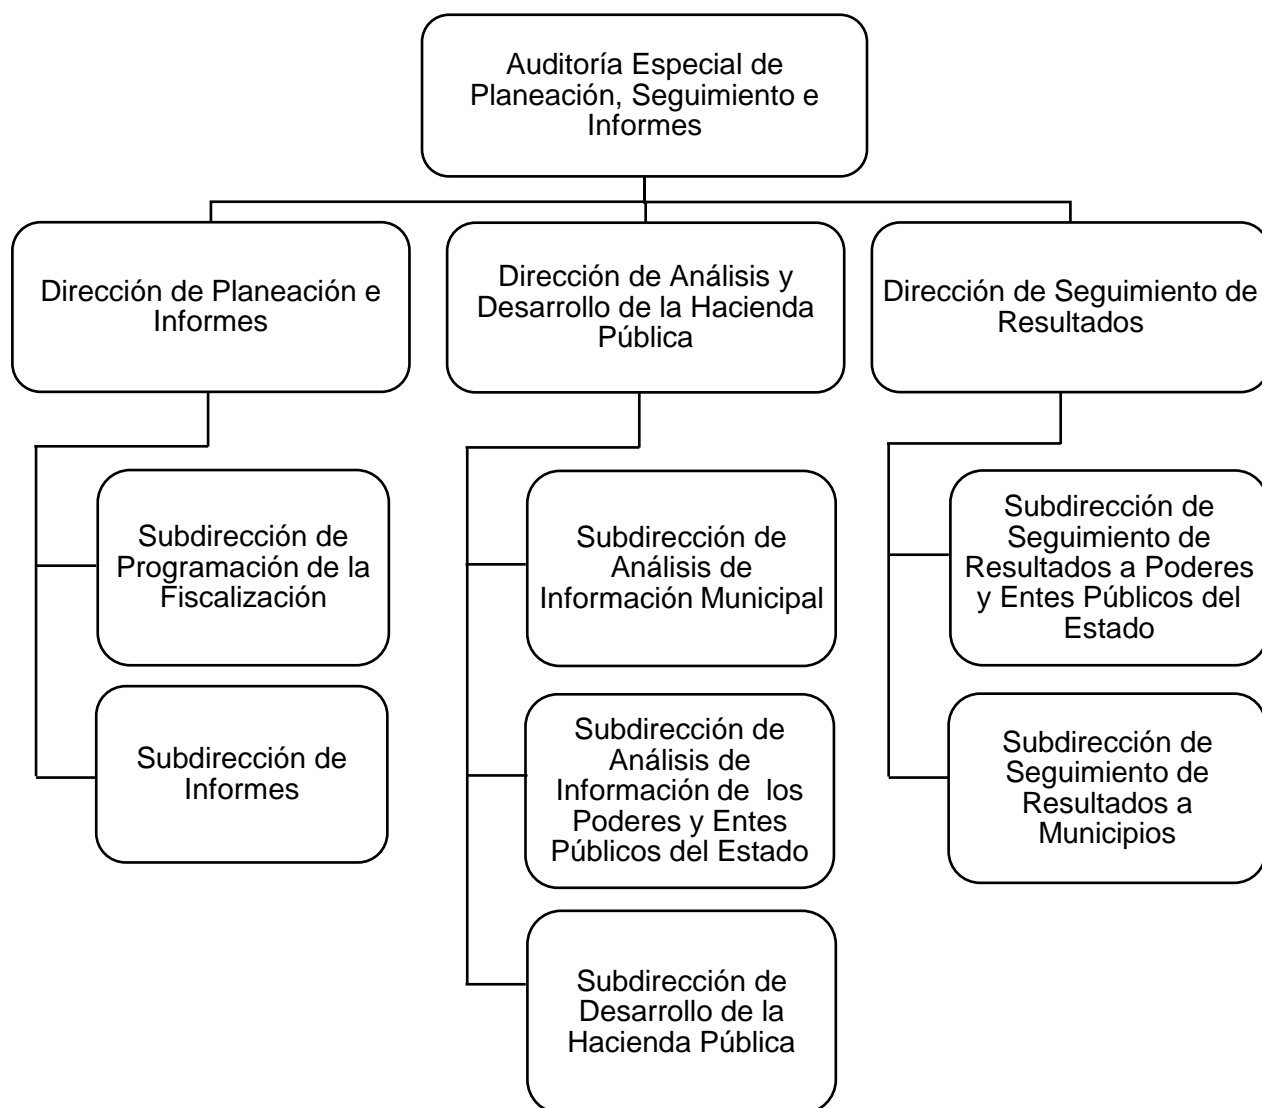 Auditoría Especial de
Planeación, Seguimiento e
Informes
Dirección de Planeación e
Informes
Dirección de Análisis y
Desarrollo de la Hacienda
Pública
Dirección de Seguimiento de
Resultados
Subdirección de
Programación de la
Fiscalización
Subdirección de
Informes
Subdirección de
Análisis de
Información Municipal
Subdirección de
Análisis de
Información de  los
Poderes y Entes
Públicos del Estado
Subdirección de
Desarrollo de la
Hacienda Pública
Subdirección de
Seguimiento de
Resultados a Poderes
y Entes Públicos del
Estado
Subdirección de
Seguimiento de
Resultados a
Municipios